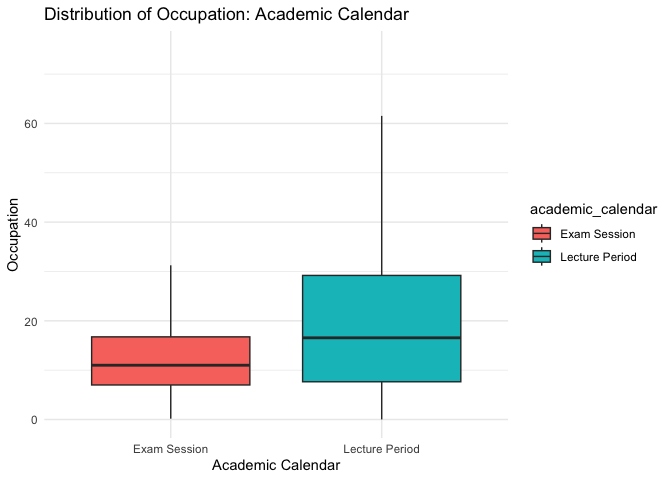 Distribution of Occupation: Academic Calendar
60
40
20
0
Occupation
Exam Session
Lecture Period
Academic Calendar
academic_calendar
Exam Session
Lecture Period